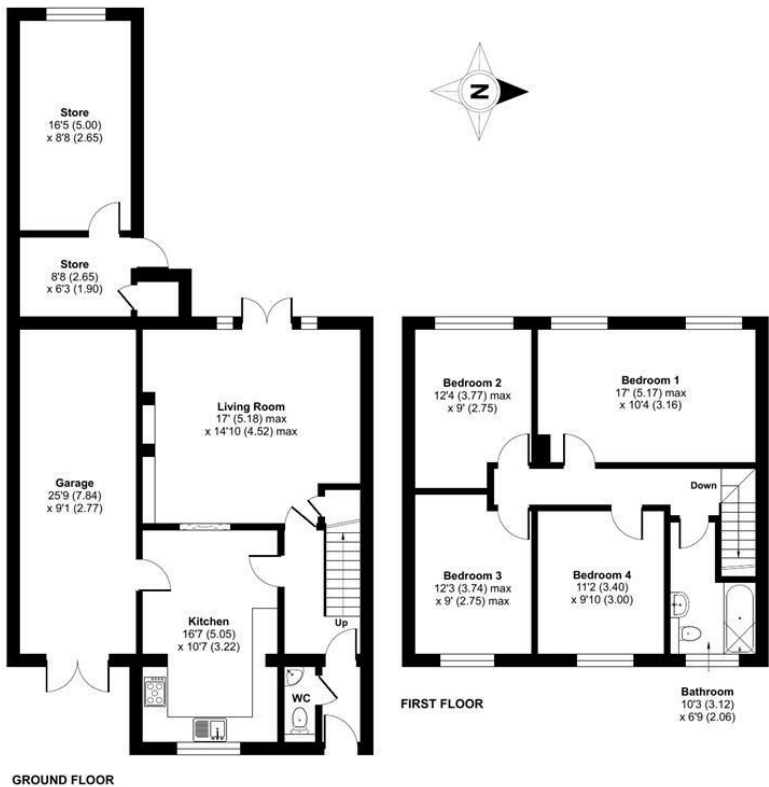 Store
16'5 (5.00)
x 8'8 (2.65)
N
Store
8'8 (2.65)
x 6'3 (1.90)
Living Room
17' (5.18) max
x 14'10 (4.52) max
Garage
25'9 (7.84)
x 9'1 (2.77)
Kitchen
16'7 (5.05)
x 10'7 (3.22)
Up
WC
GROUND FLOOR
Bedroom 2
12'4 (3.77) max
x 9' (2.75)
Bedroom 1
17' (5.17) max
x 10'4 (3.16)
Down
Bedroom 3
12'3 (3.74) max
x 9' (2.75) max
Bedroom 4
11'2 (3.40)
x 9'10 (3.00)
Bathroom
10'3 (3.12)
x 6'9 (2.06)
FIRST FLOOR